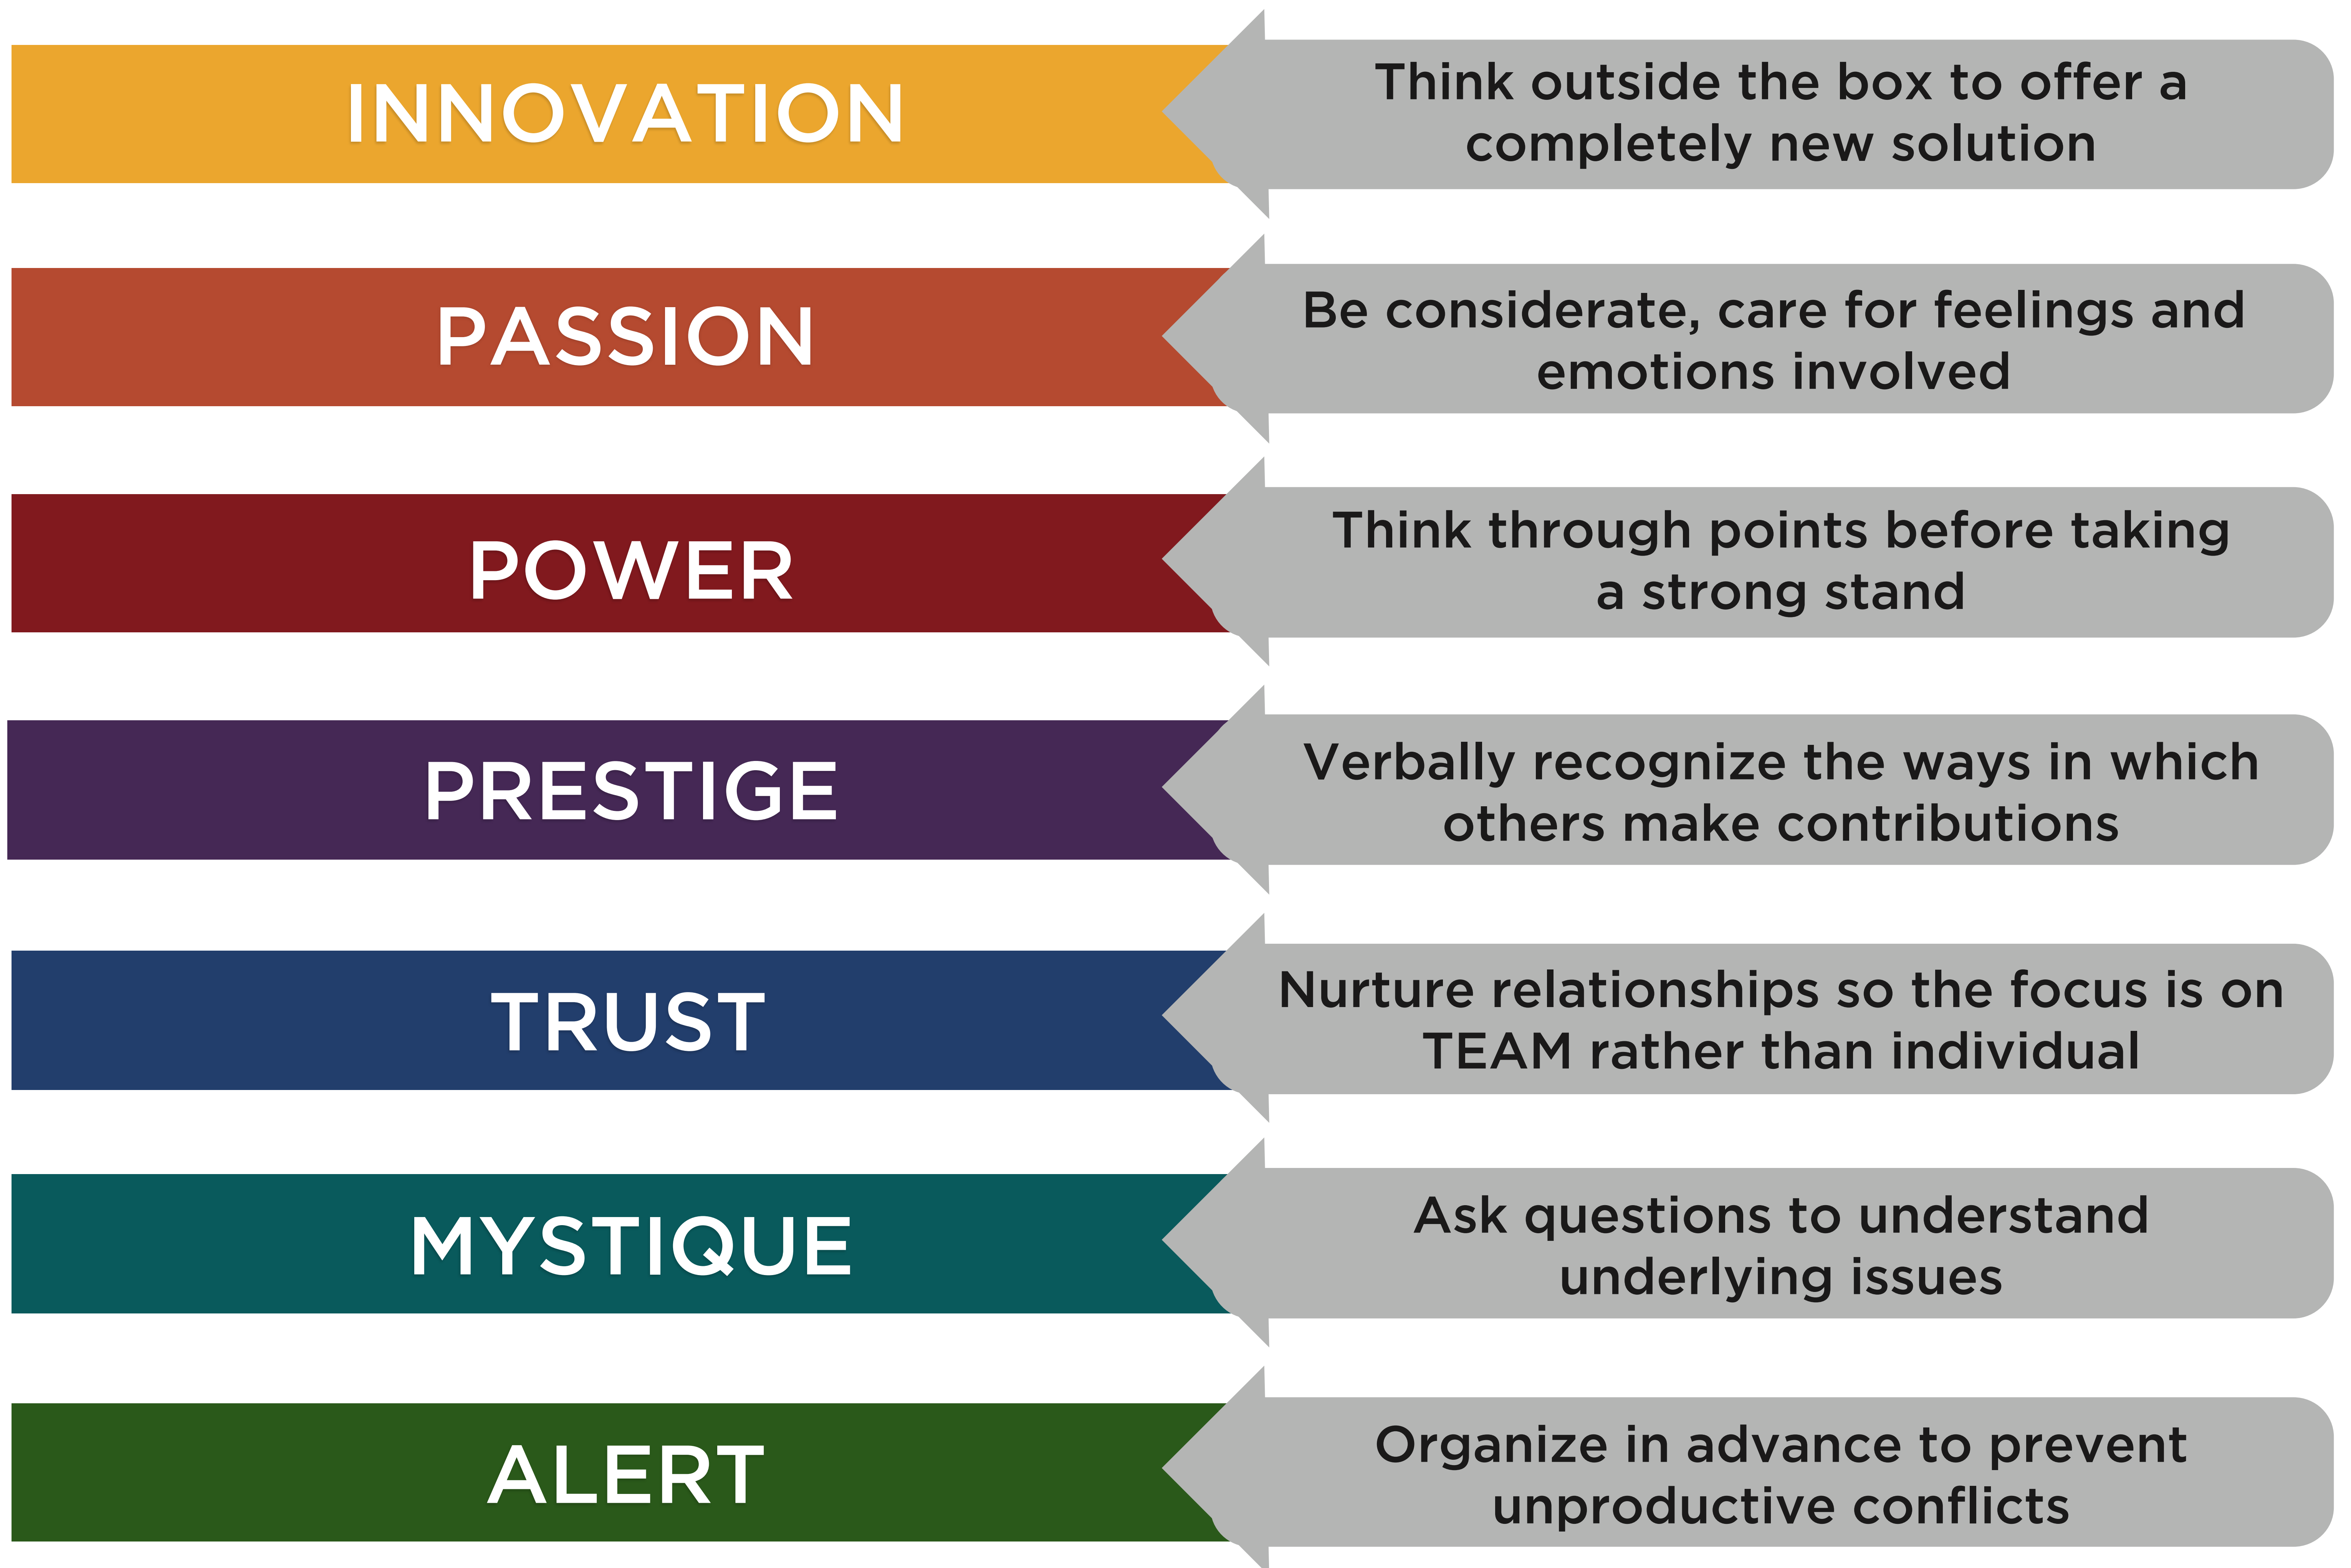 INNOVATION
Think outside the box to offer a
completely new solution
PASSION
Be considerate, care for feelings and
emotions involved
POWER
Think through points before taking
a strong stand
PRESTIGE
Verbally recognize the ways in which
others make contributions
TRUST
Nurture relationships so the focus is on
TEAM rather than individual
MYSTIQUE
Ask questions to understand
underlying issues
ALERT
Organize in advance to prevent
unproductive conflicts